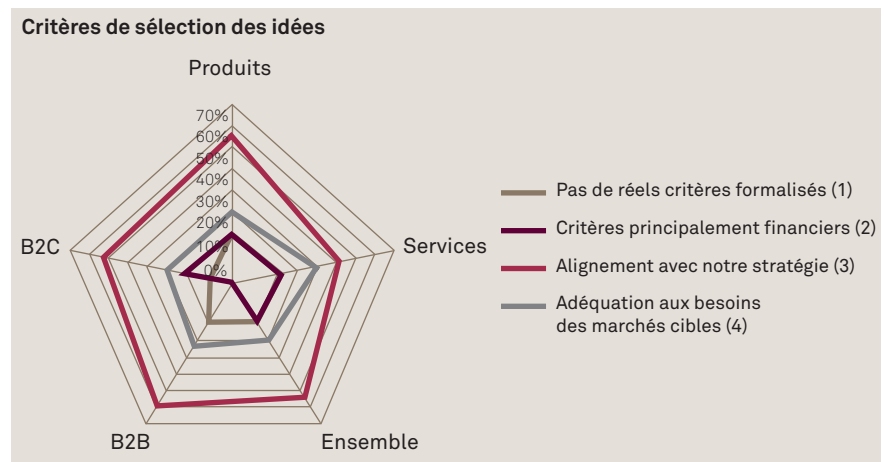 Critères de sélection des idées
Produits
70%
60%
50%
40%
30%
20%
10%
0%
B2C
Services
B2B
Ensemble
Pas de réels critères formalisés (1)
Critères principalement financiers (2)
Alignement avec notre stratégie (3)
Adéquation aux besoins
des marchés cibles (4)